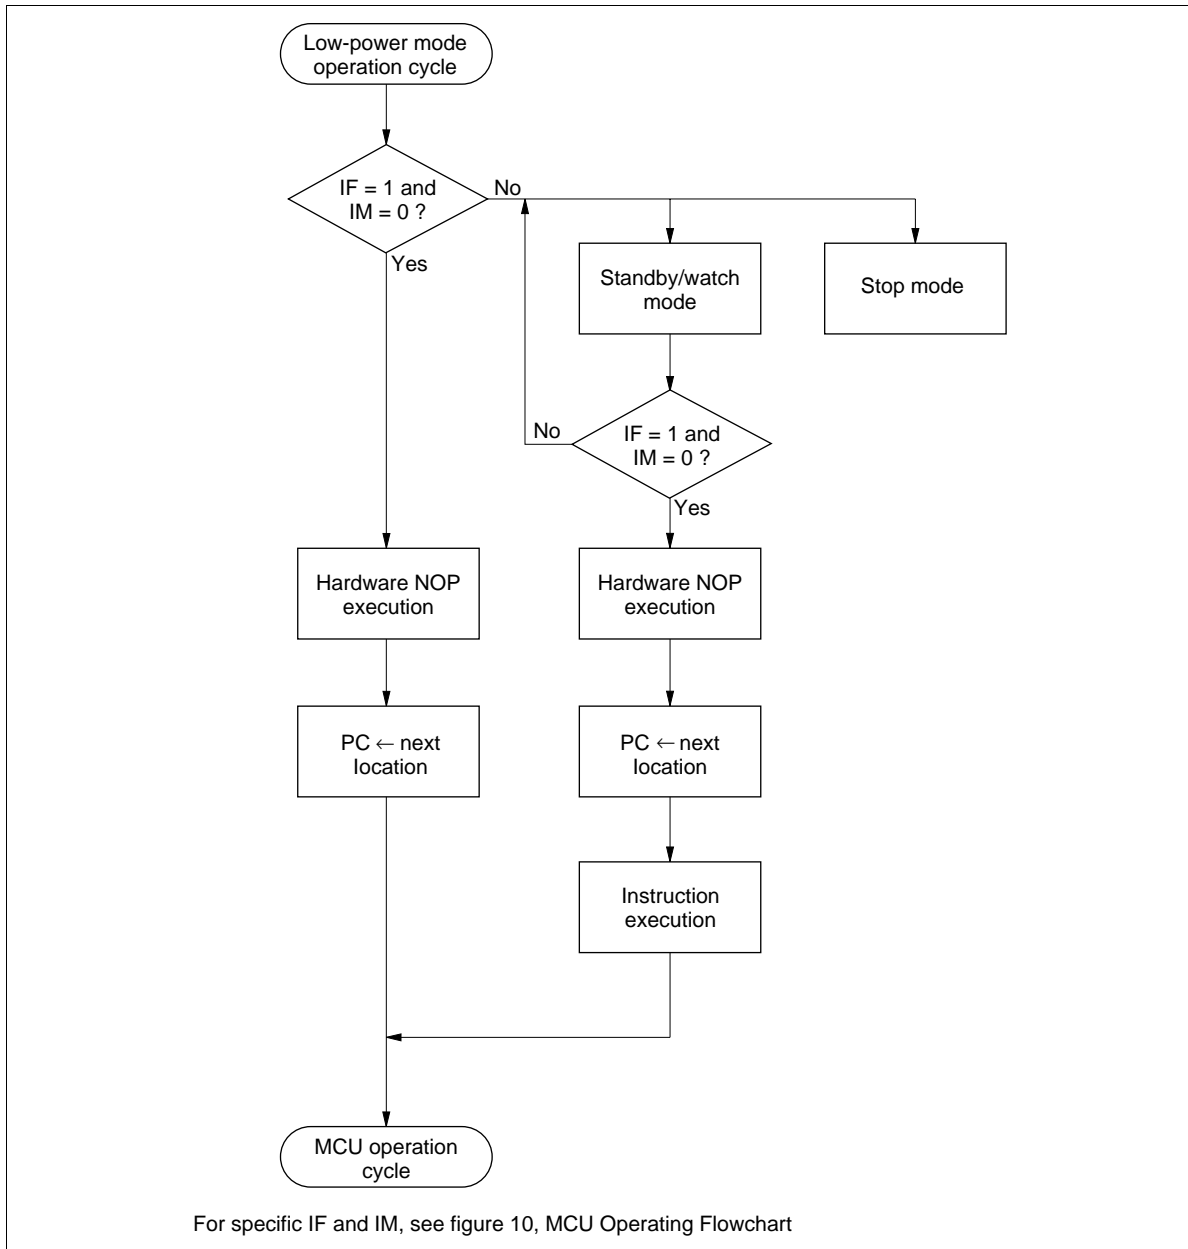 Low-power mode
operation cycle
IF = 1 and
IM = 0 ?
No
Yes
Standby/watch
mode
Stop mode
No
IF = 1 and
IM = 0 ?
Yes
Hardware NOP
execution
Hardware NOP
execution
PC ← next
location
PC ← next
location
Instruction
execution
MCU operation
cycle
For specific IF and IM, see figure 10, MCU Operating Flowchart